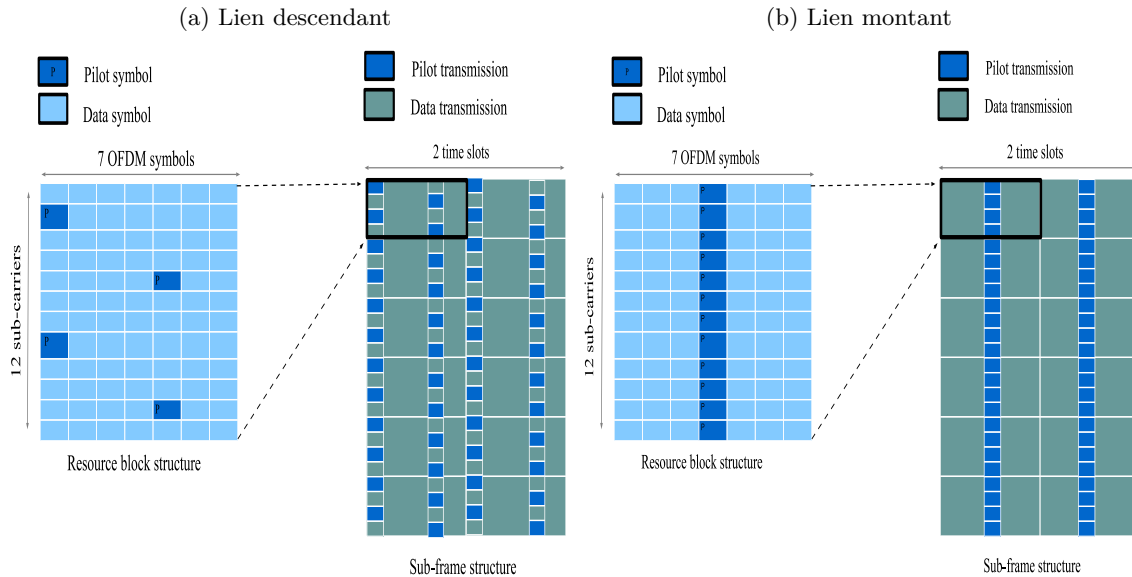 (a) Lien descendant
P Pilot symbol
Data symbol
Pilot transmission
Data transmission
7 OFDM symbols
2 time slots
12 sub-carriers
P
P
P
P
Resource block structure
Sub-frame structure
(b) Lien montant
P Pilot symbol
Data symbol
Pilot transmission
Data transmission
7 OFDM symbols
2 time slots
12 sub-carriers
P
P
P
P
P
P
P
P
P
P
P
P
Resource block structure
Sub-frame structure